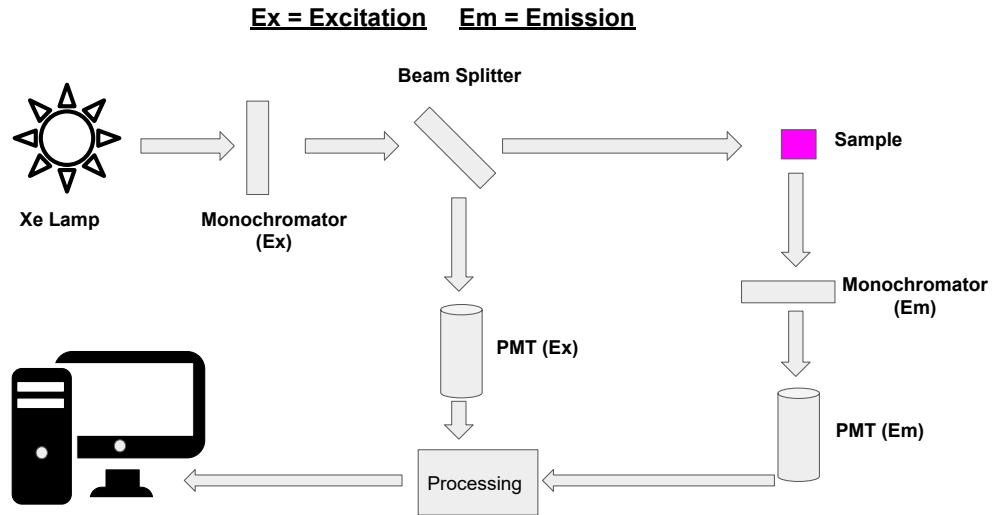 Ex = Excitation Em = Emission
Beam Splitter
Sample
Xe Lamp
Monochromator
(Ex)
Monochromator
(Em)
PMT (Ex)
PMT (Em)
Processing